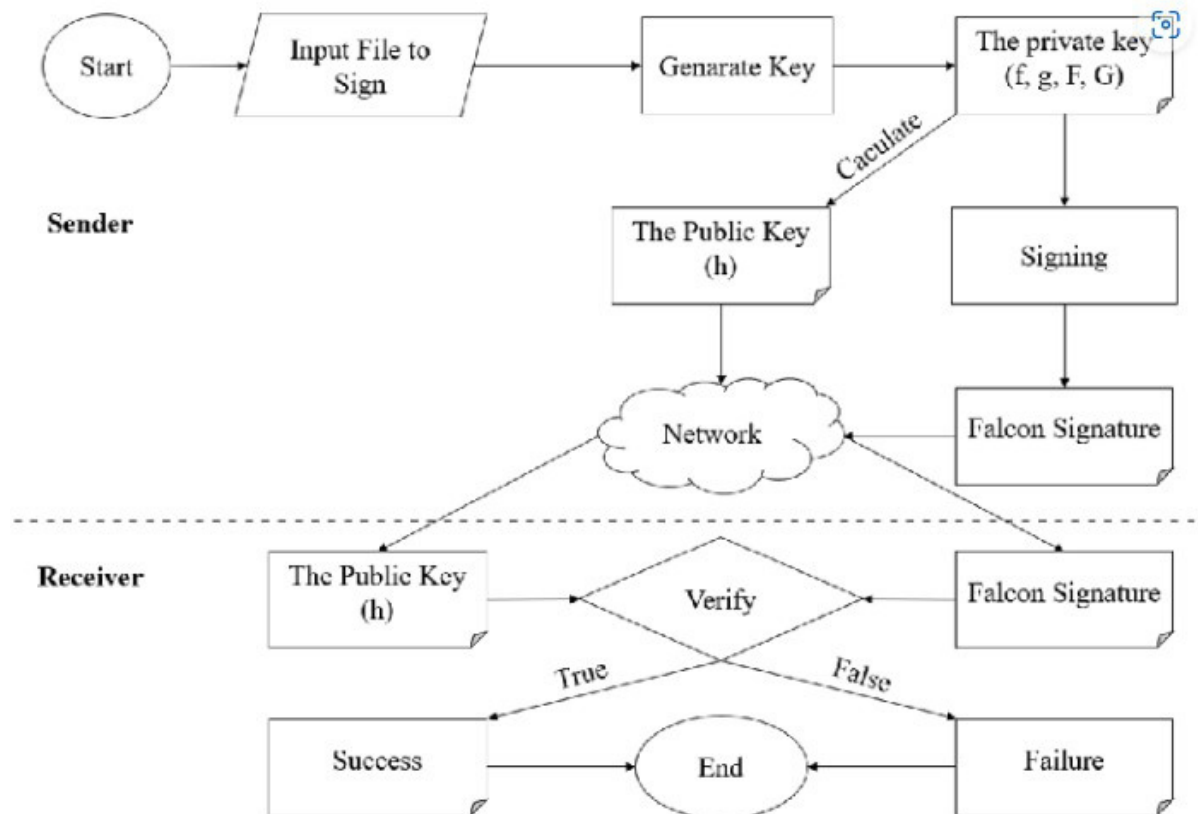 Start
Input File to
Sign
Genarate Key
The private key
(f, g, F, G)
Caculate
Sender
The Public Key
(h)
Signing
Network
Falcon Signature
Receiver
The Public Key
(h)
Verify
Falcon Signature
True
False
Success
End
Failure